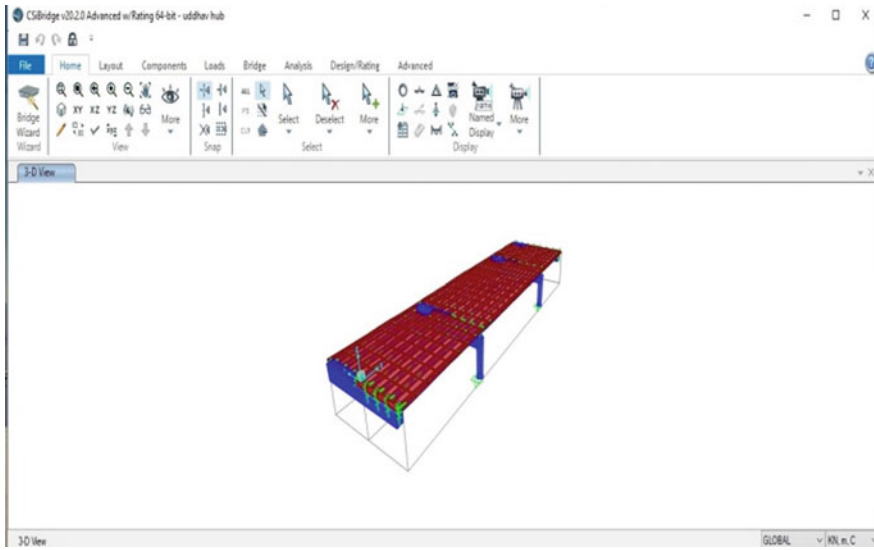 CSiBridge v20.2.0 Advanced w/Rating 64-bit - uddhav hub
File Home Layout Components Loads Bridge Analysis Design/Rating Advanced
XY XZ YZ
Bridge Wizard
More
Select
Deselect
More
Named Display
More
Wizard View Snap Select Display
3-D View
3-D View GLOBAL KN, m, C